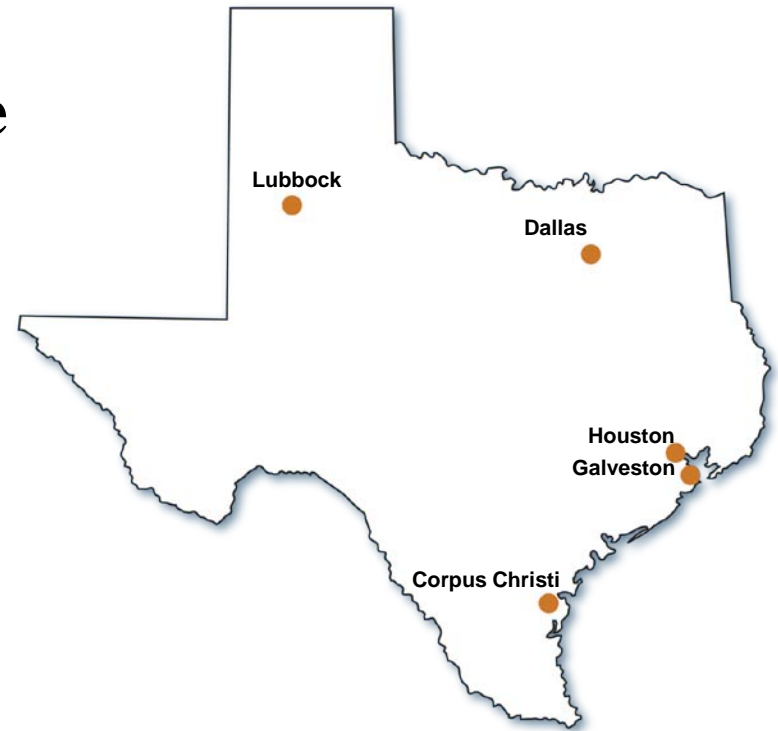 e
Lubbock
Dallas
Houston
Galveston
Corpus Christi